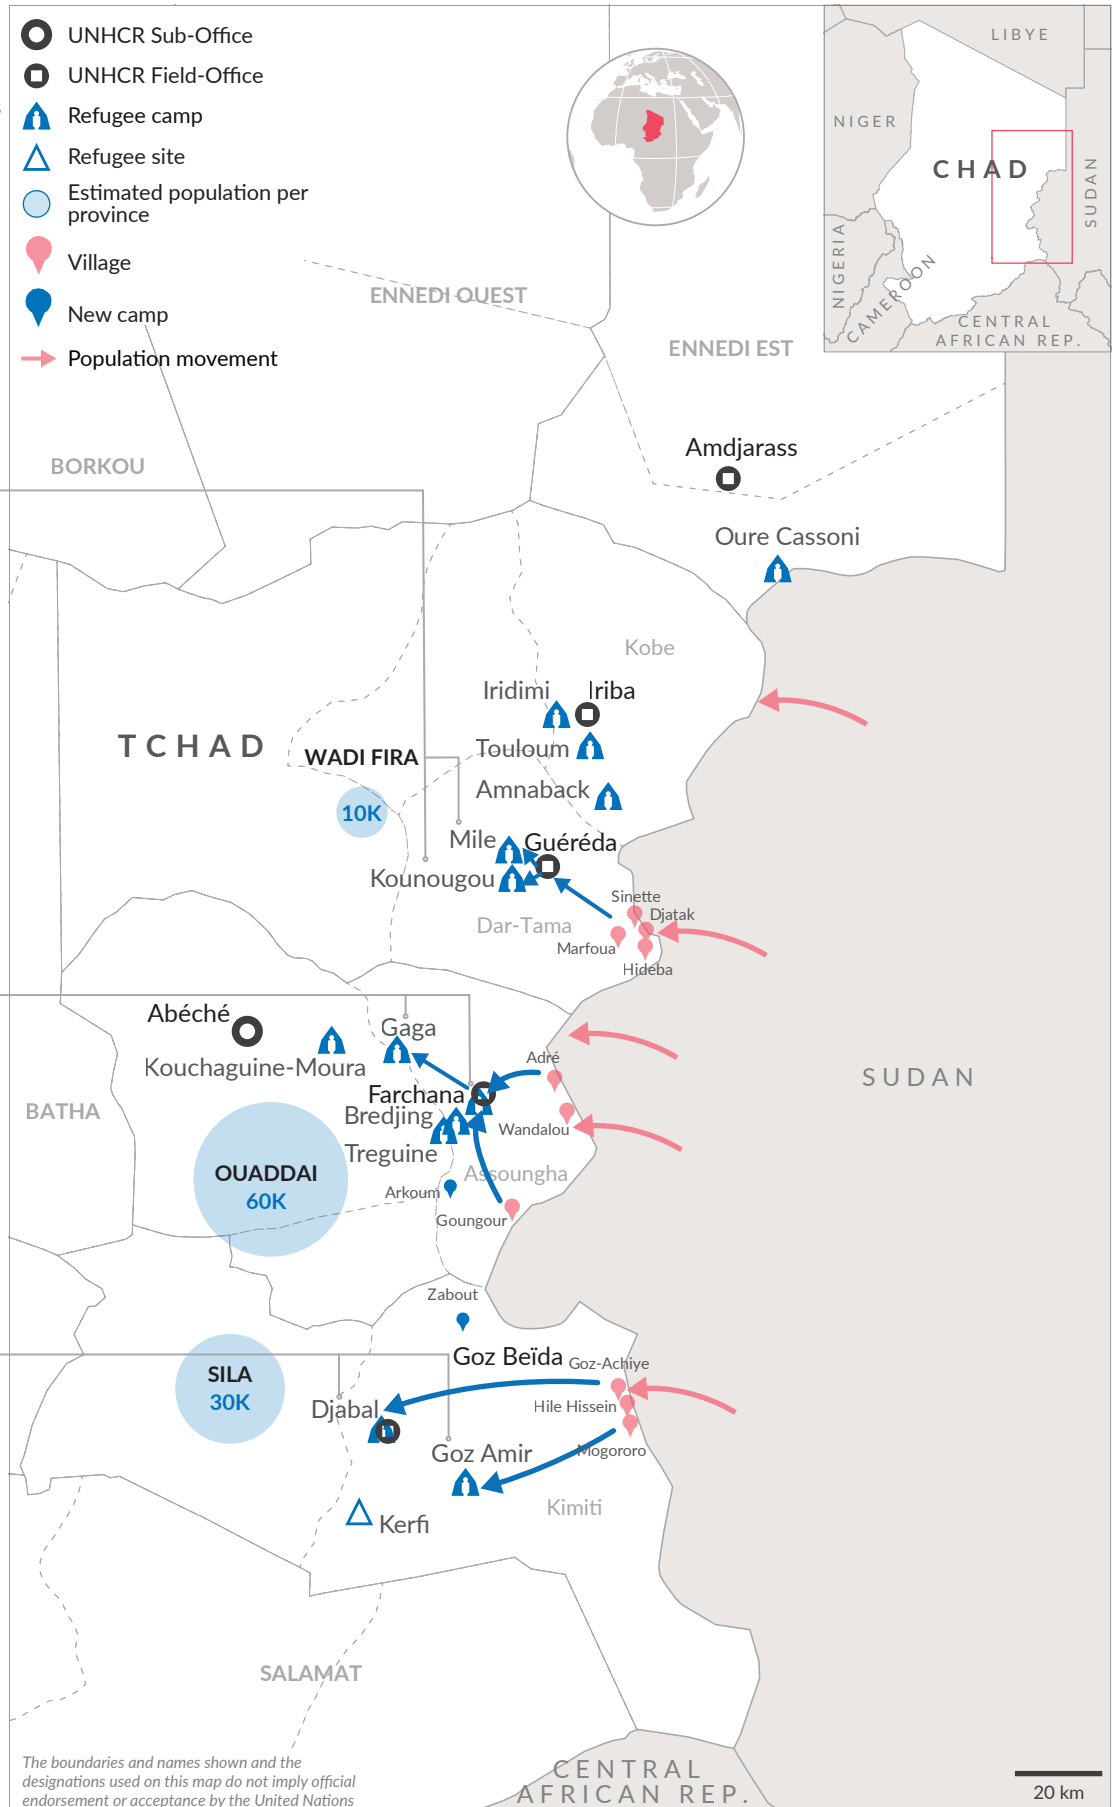 UNHCR Sub-Office
UNHCR Field-Office
Refugee camp
Refugee site
Estimated population per
province
Village
New camp
Population movement
LIBYE
NIGER
CHAD
SUDAN
NIGERIA
CAMEROON
CENTRAL
AFRICAN REP.
ENNEDI OUEST
ENNEDI EST
BORKOU
Amdjarass
Oure Cassoni
Kobe
Iridimi
Iriba
TCHAD
WADI FIRA
Touloum
Amnaback
10K
Mile
Guéréda
Kounougou
Sinette
Djatak
Dar-Tama
Marfoua
Hideba
Abéché
Gaga
Kouchaguine-Moura
Adré
SUDAN
Farchana
BATHA
Bredjing
Wandalou
Treguine
OUADDAI
60K
Assoungha
Arkoum
Goungour
Zabout
Goz Beïda
Goz-Achiye
SILA
30K
Djabal
Hile Hissein
Goz Amir
Mogororo
Kimiti
Kerfi
SALAMAT
The boundaries and names shown and the
designations used on this map do not imply official
endorsement or acceptance by the United Nations
CENTRAL
AFRICAN REP.
20 km